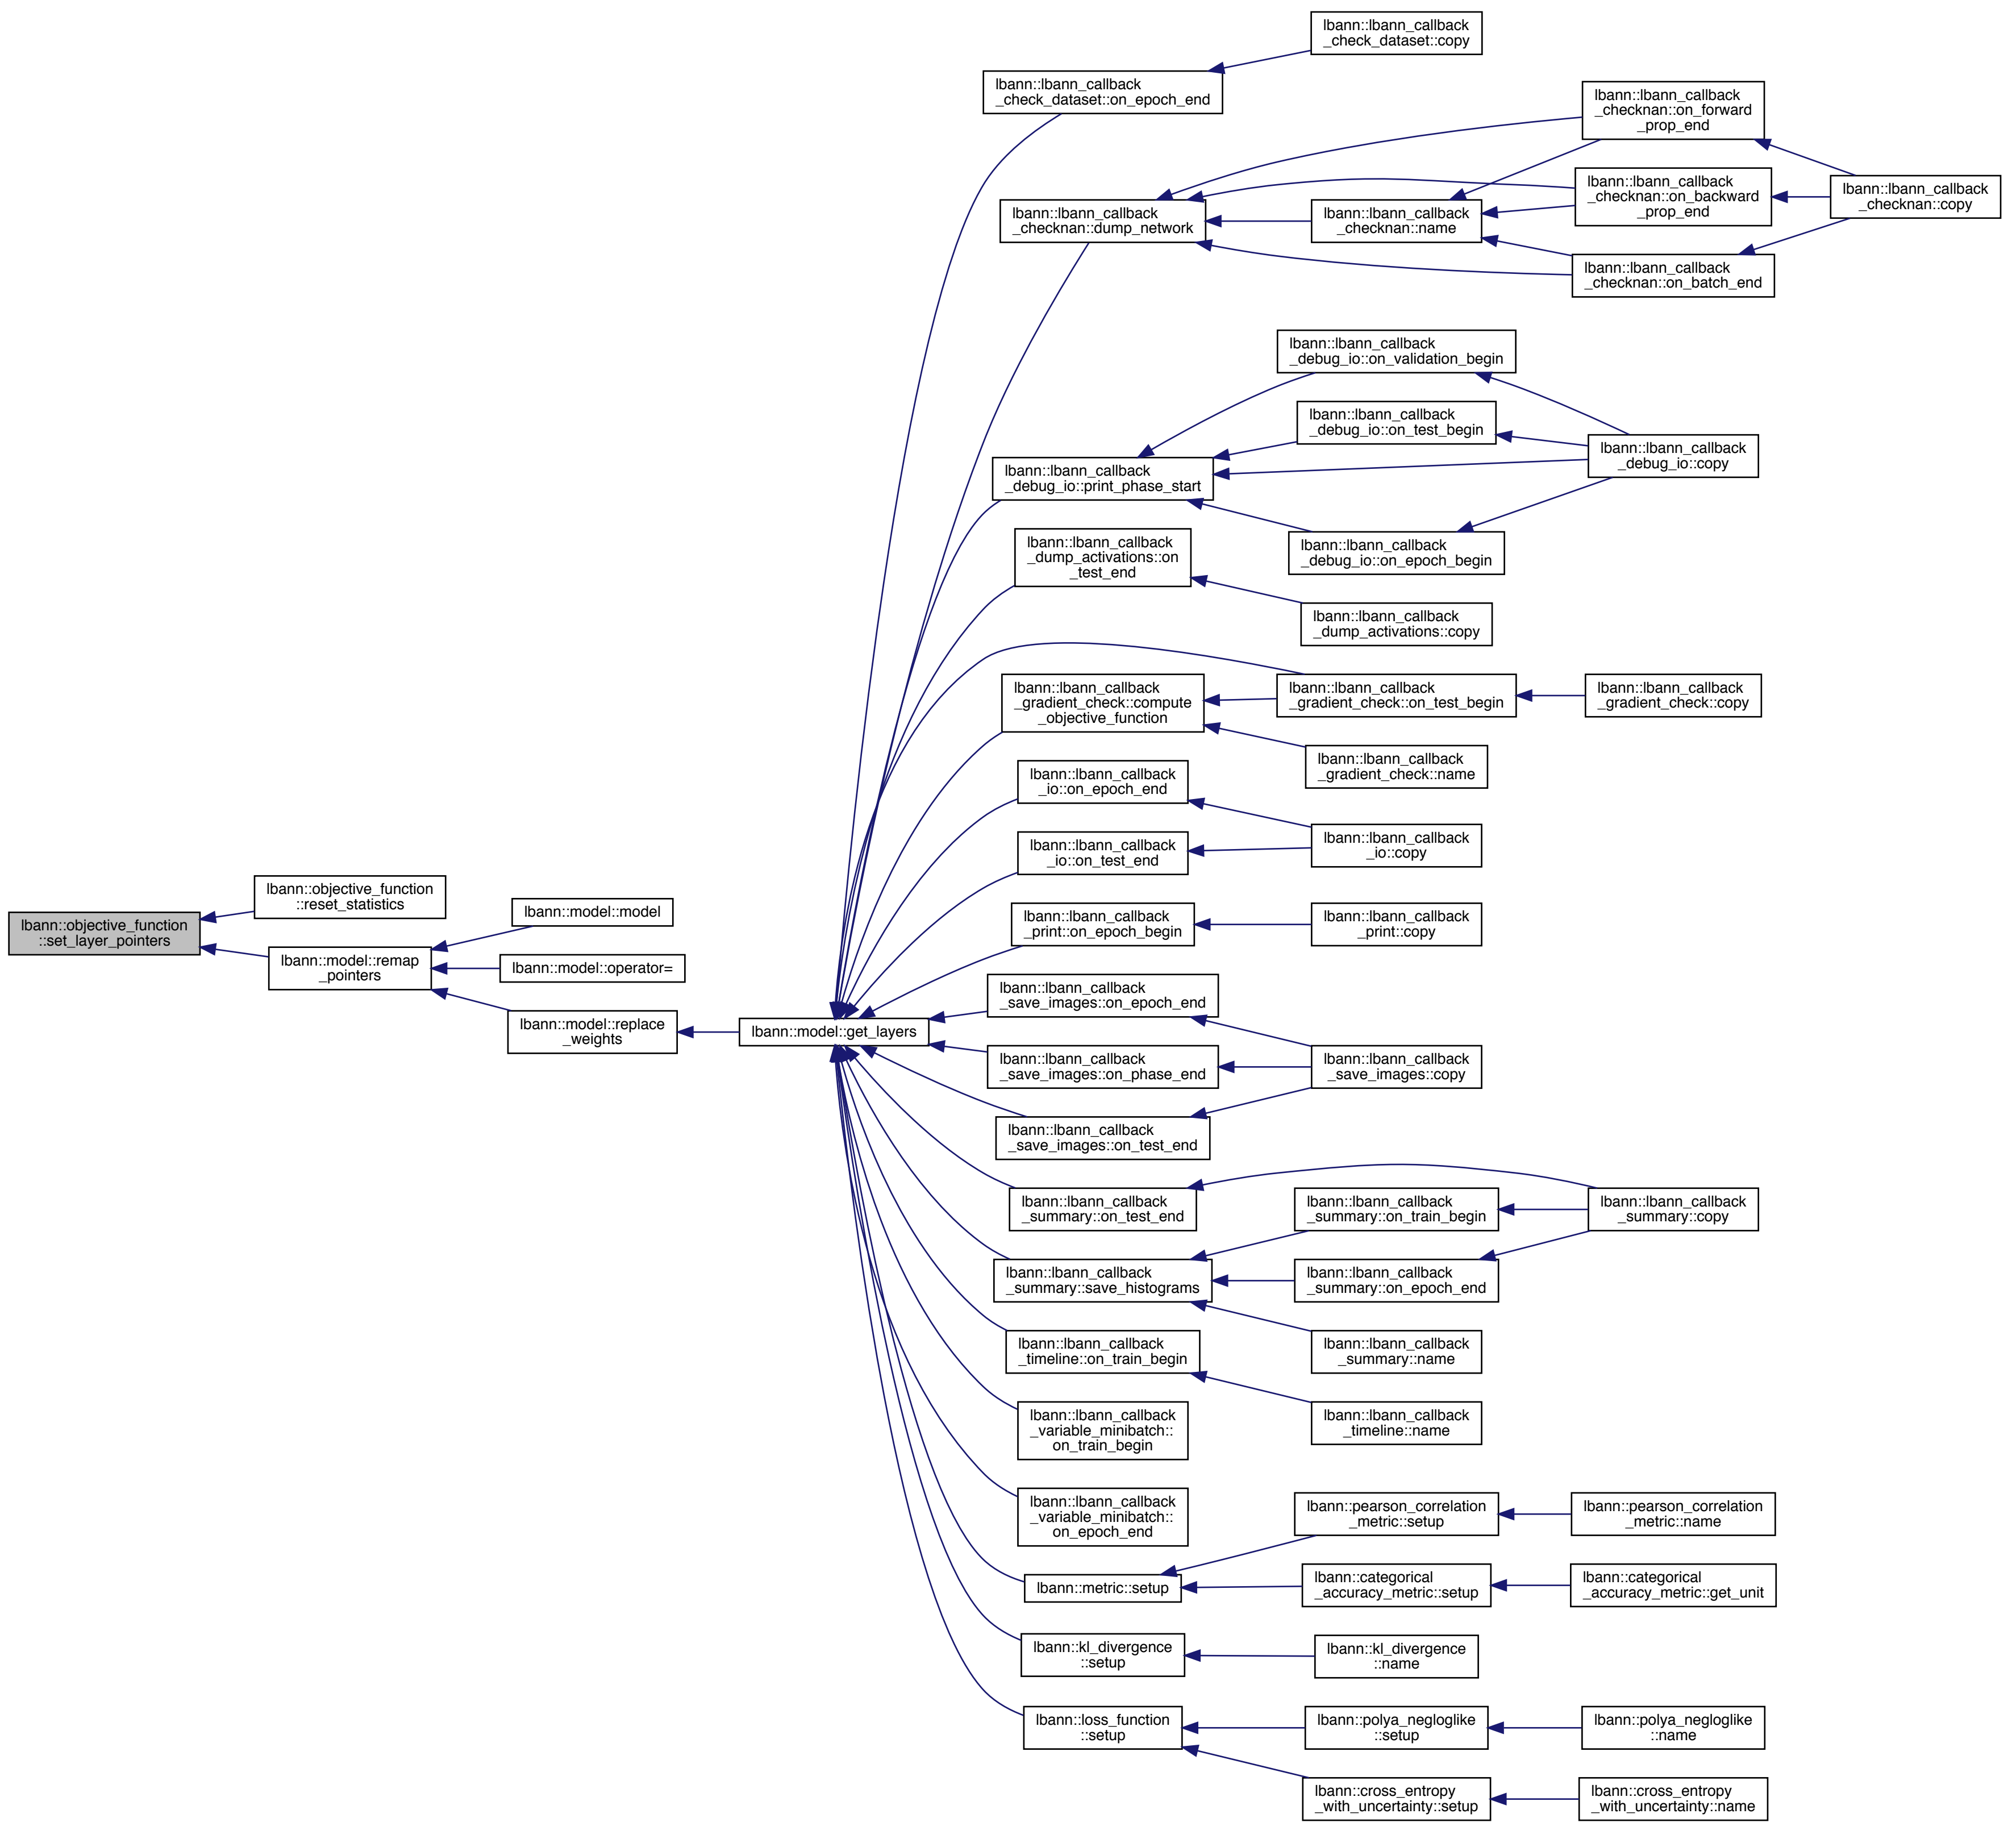 lbann::objective_function
::set_layer_pointers
lbann::objective_function
::reset_statistics
lbann::model::remap
_pointers
lbann::model::model
lbann::model::operator=
lbann::model::replace
_weights
lbann::model::get_layers
lbann::lbann_callback
_check_dataset::on_epoch_end
lbann::lbann_callback
_check_dataset::copy
lbann::lbann_callback
_checknan::dump_network
lbann::lbann_callback
_checknan::name
lbann::lbann_callback
_checknan::on_forward
_prop_end
lbann::lbann_callback
_checknan::on_backward
_prop_end
lbann::lbann_callback
_checknan::on_batch_end
lbann::lbann_callback
_checknan::copy
lbann::lbann_callback
_debug_io::print_phase_start
lbann::lbann_callback
_debug_io::on_validation_begin
lbann::lbann_callback
_debug_io::on_test_begin
lbann::lbann_callback
_debug_io::copy
lbann::lbann_callback
_debug_io::on_epoch_begin
lbann::lbann_callback
_dump_activations::on
_test_end
lbann::lbann_callback
_dump_activations::copy
lbann::lbann_callback
_gradient_check::compute
_objective_function
lbann::lbann_callback
_gradient_check::on_test_begin
lbann::lbann_callback
_gradient_check::copy
lbann::lbann_callback
_gradient_check::name
lbann::lbann_callback
_io::on_epoch_end
lbann::lbann_callback
_io::on_test_end
lbann::lbann_callback
_io::copy
lbann::lbann_callback
_print::on_epoch_begin
lbann::lbann_callback
_print::copy
lbann::lbann_callback
_save_images::on_epoch_end
lbann::lbann_callback
_save_images::on_phase_end
lbann::lbann_callback
_save_images::copy
lbann::lbann_callback
_save_images::on_test_end
lbann::lbann_callback
_summary::on_test_end
lbann::lbann_callback
_summary::on_train_begin
lbann::lbann_callback
_summary::copy
lbann::lbann_callback
_summary::save_histograms
lbann::lbann_callback
_summary::on_epoch_end
lbann::lbann_callback
_summary::name
lbann::lbann_callback
_timeline::on_train_begin
lbann::lbann_callback
_timeline::name
lbann::lbann_callback
_variable_minibatch::
on_train_begin
lbann::lbann_callback
_variable_minibatch::
on_epoch_end
lbann::metric::setup
lbann::pearson_correlation
_metric::setup
lbann::pearson_correlation
_metric::name
lbann::categorical
_accuracy_metric::setup
lbann::categorical
_accuracy_metric::get_unit
lbann::kl_divergence
::setup
lbann::kl_divergence
::name
lbann::loss_function
::setup
lbann::polya_negloglike
::setup
lbann::polya_negloglike
::name
lbann::cross_entropy
_with_uncertainty::setup
lbann::cross_entropy
_with_uncertainty::name